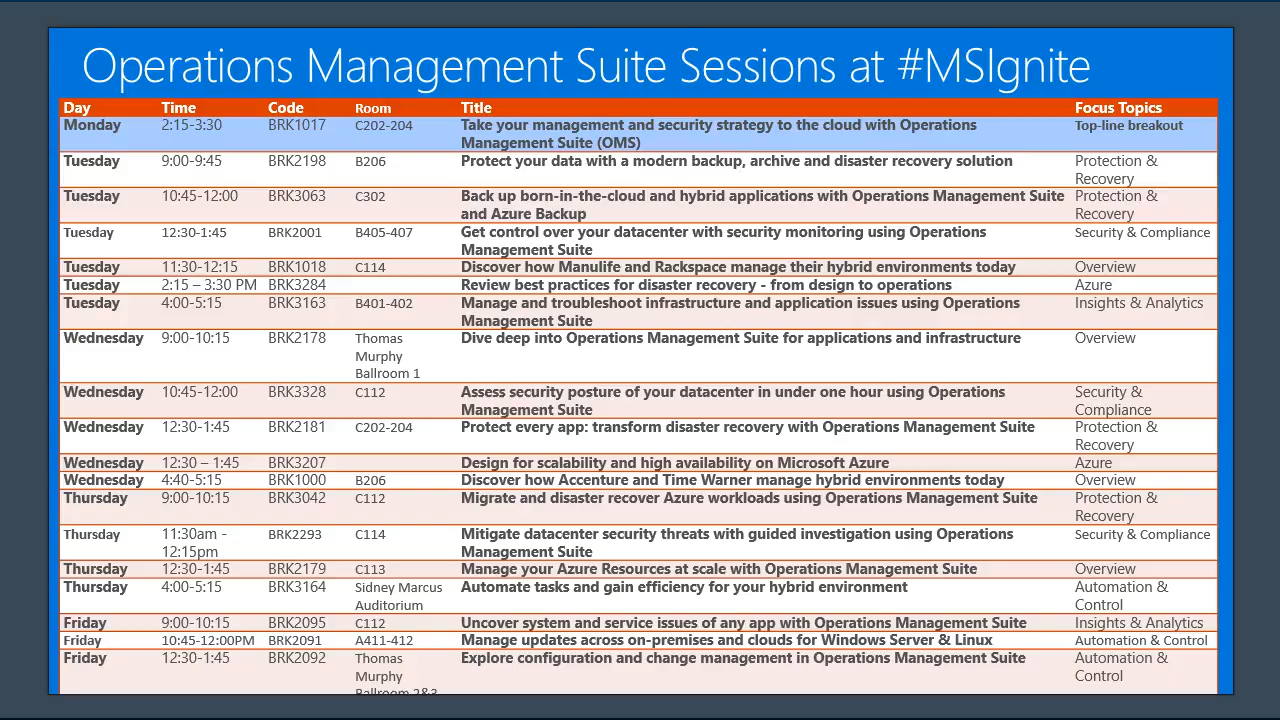 Operations Management Suite Sessions at #MSIgnite
Day Time Code Room Title Focus Topics
Monday 2:15-3:30 BRK1017 C202-204 Take your management and security strategy to the cloud with Operations Top-line breakout
Management Suite (OMS)
Tuesday 9:00-9:45 BRK2198 B206 Protect your data with a modern backup, archive and disaster recovery solution Protection &
Recovery
Tuesday 10:45-12:00 BRK3063 C302 Back up born-in-the-cloud and hybrid applications with Operations Management Suite Protection &
and Azure Backup Recovery
Tuesday 12:30-1:45 BRK2001 B405-407 Get control over your datacenter with security monitoring using Operations Security & Compliance
Management Suite
Tuesday 11:30-12:15 BRK1018 C114 Discover how Manulife and Rackspace manage their hybrid environments today Overview
Tuesday 2:15 – 3:30 PM BRK3284 Review best practices for disaster recovery - from design to operations Azure
Tuesday 4:00-5:15 BRK3163 B401-402 Manage and troubleshoot infrastructure and application issues using Operations Insights & Analytics
Management Suite
Wednesday 9:00-10:15 BRK2178 Thomas Dive deep into Operations Management Suite for applications and infrastructure Overview
Murphy
Ballroom 1
Wednesday 10:45-12:00 BRK3328 C112 Assess security posture of your datacenter in under one hour using Operations Security &
Management Suite Compliance
Wednesday 12:30-1:45 BRK2181 C202-204 Protect every app: transform disaster recovery with Operations Management Suite Protection &
Recovery
Wednesday 12:30 – 1:45 BRK3207 Design for scalability and high availability on Microsoft Azure Azure
Wednesday 4:40-5:15 BRK1000 B206 Discover how Accenture and Time Warner manage hybrid environments today Overview
Thursday 9:00-10:15 BRK3042 C112 Migrate and disaster recover Azure workloads using Operations Management Suite Protection &
Recovery
Thursday 11:30am - BRK2293 C114 Mitigate datacenter security threats with guided investigation using Operations Security & Compliance
12:15pm Management Suite
Thursday 12:30-1:45 BRK2179 C113 Manage your Azure Resources at scale with Operations Management Suite Overview
Thursday 4:00-5:15 BRK3164 Sidney Marcus Automate tasks and gain efficiency for your hybrid environment Automation &
Auditorium Control
Friday 9:00-10:15 BRK2095 C112 Uncover system and service issues of any app with Operations Management Suite Insights & Analytics
Friday 10:45-12:00PM BRK2091 A411-412 Manage updates across on-premises and clouds for Windows Server & Linux Automation & Control
Friday 12:30-1:45 BRK2092 Thomas Explore configuration and change management in Operations Management Suite Automation &
Murphy Control
Ballroom 2&3